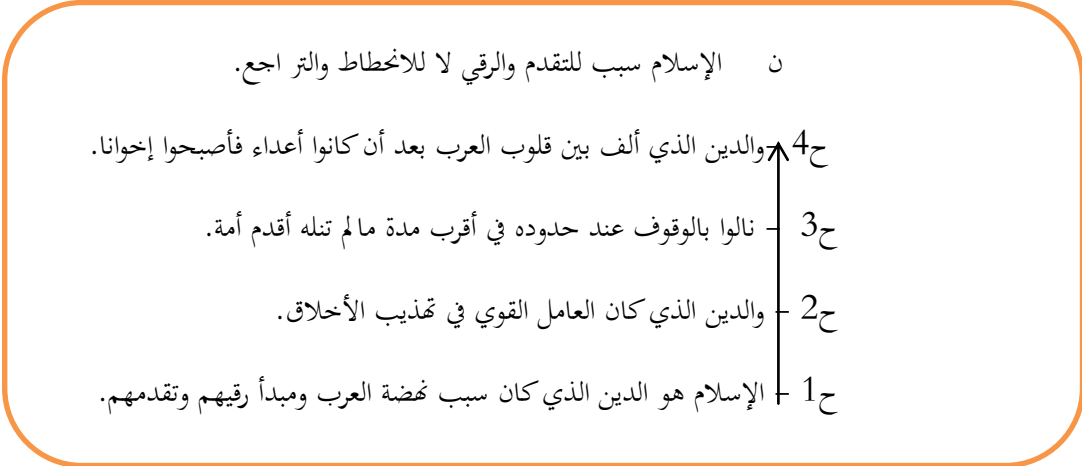 ن الإسلام سبب للتقدم والرقي لا للانحطاط والتر اجع.
ح4 -والدين الذي ألف بين قلوب العرب بعد أن كانوا أعداء فأصبحوا إخوانا.
ح3 - نالوا بالوقوف عند حدوده في أقرب مدة مالم تنله أقدم أمة.
ح2 - والدين الذي كان العامل القوي في تهذيب الأخلاق.
ح1 - الإسلام هو الدين الذي كان سبب نهضة العرب ومبدأ رقيهم وتقدمهم.